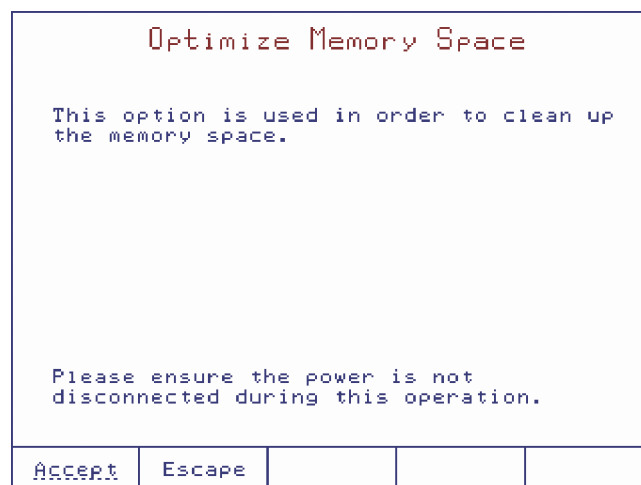 Optimize Memory Space
This option is used in order to clean up
the memory space.
Please ensure the power is not
disconnected during this operation.
Accept Escape